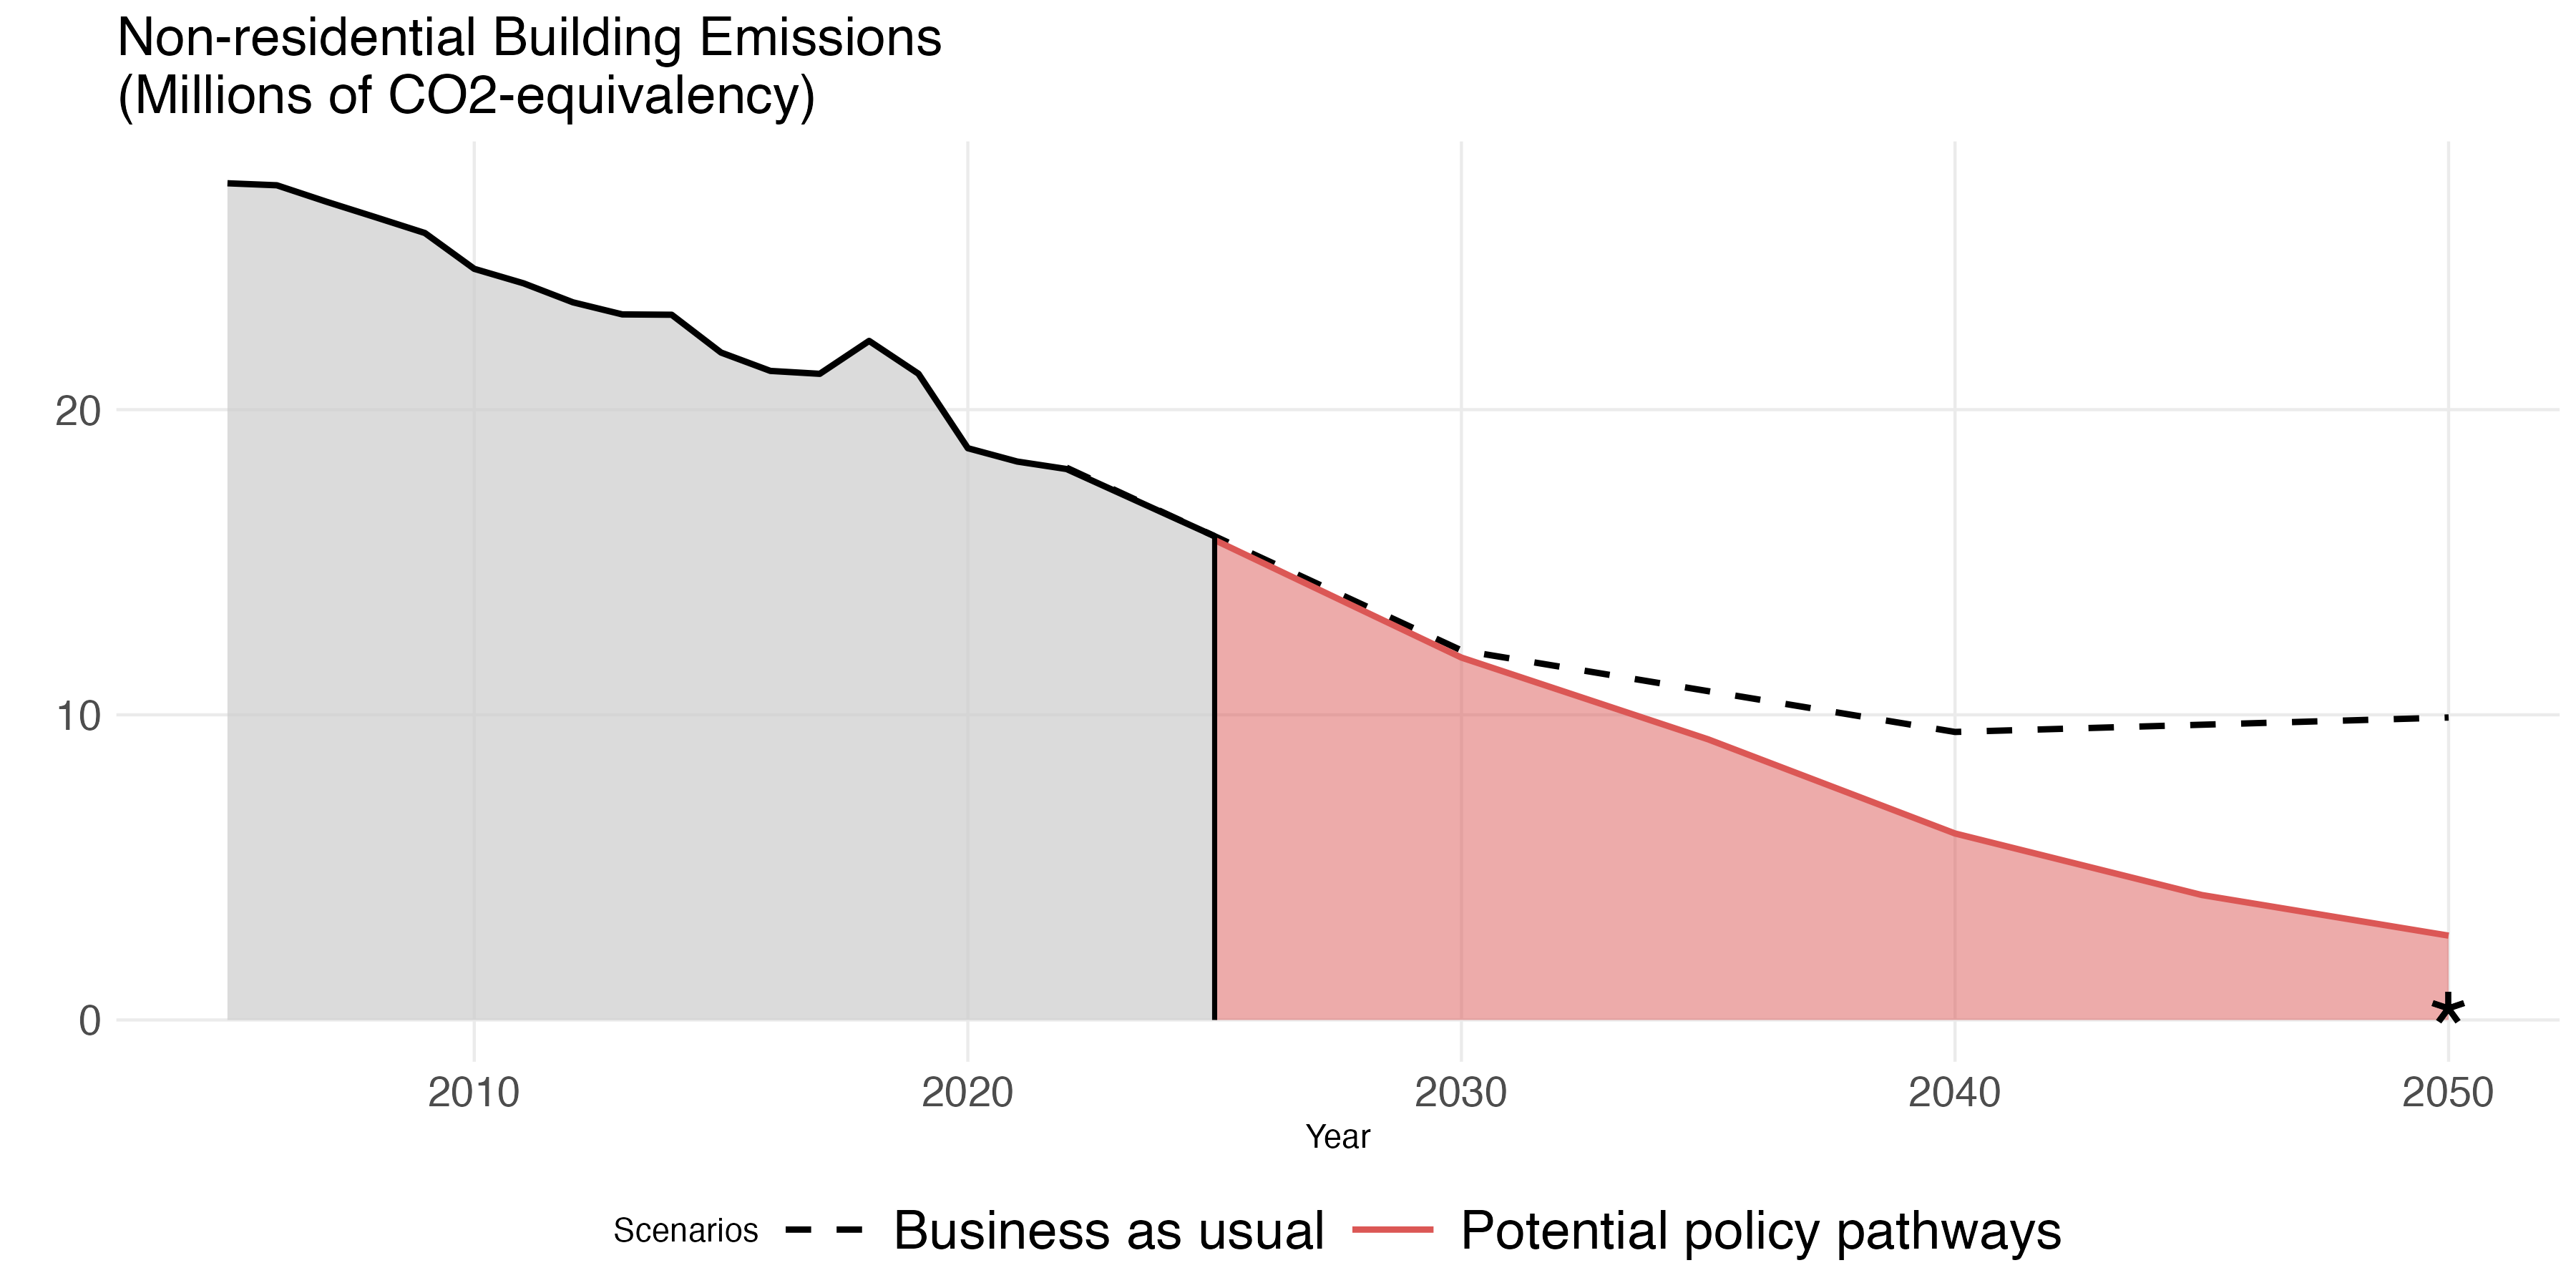 Non-residential Building Emissions
(Millions of CO2-equivalency)
20
10
0
*
2010 2020 2030 2040 2050
Year
Scenarios Business as usual Potential policy pathways